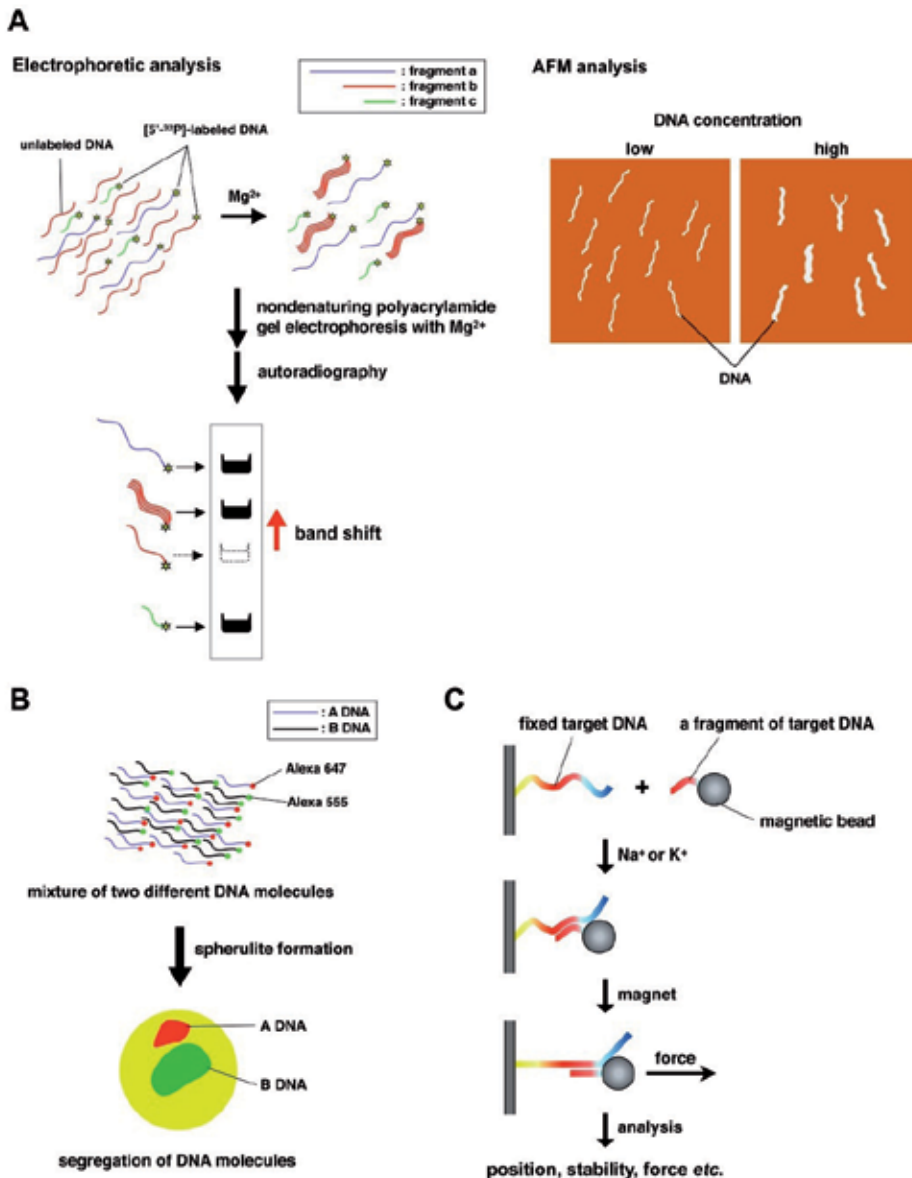 A
Electrophoretic analysis
: fragment a
: fragment b
: fragment c
[5'-³³P]-labeled DNA
unlabeled DNA
Mg²⁺
nondenaturing polyacrylamide
gel electrophoresis with Mg²⁺
autoradiography
band shift
AFM analysis
DNA concentration
low high
DNA
B
: A DNA
: B DNA
Alexa 647
Alexa 555
mixture of two different DNA molecules
spherulite formation
A DNA
B DNA
segregation of DNA molecules
C
fixed target DNA a fragment of target DNA
+
magnetic bead
Na⁺ or K⁺
magnet
force
analysis
position, stability, force etc.